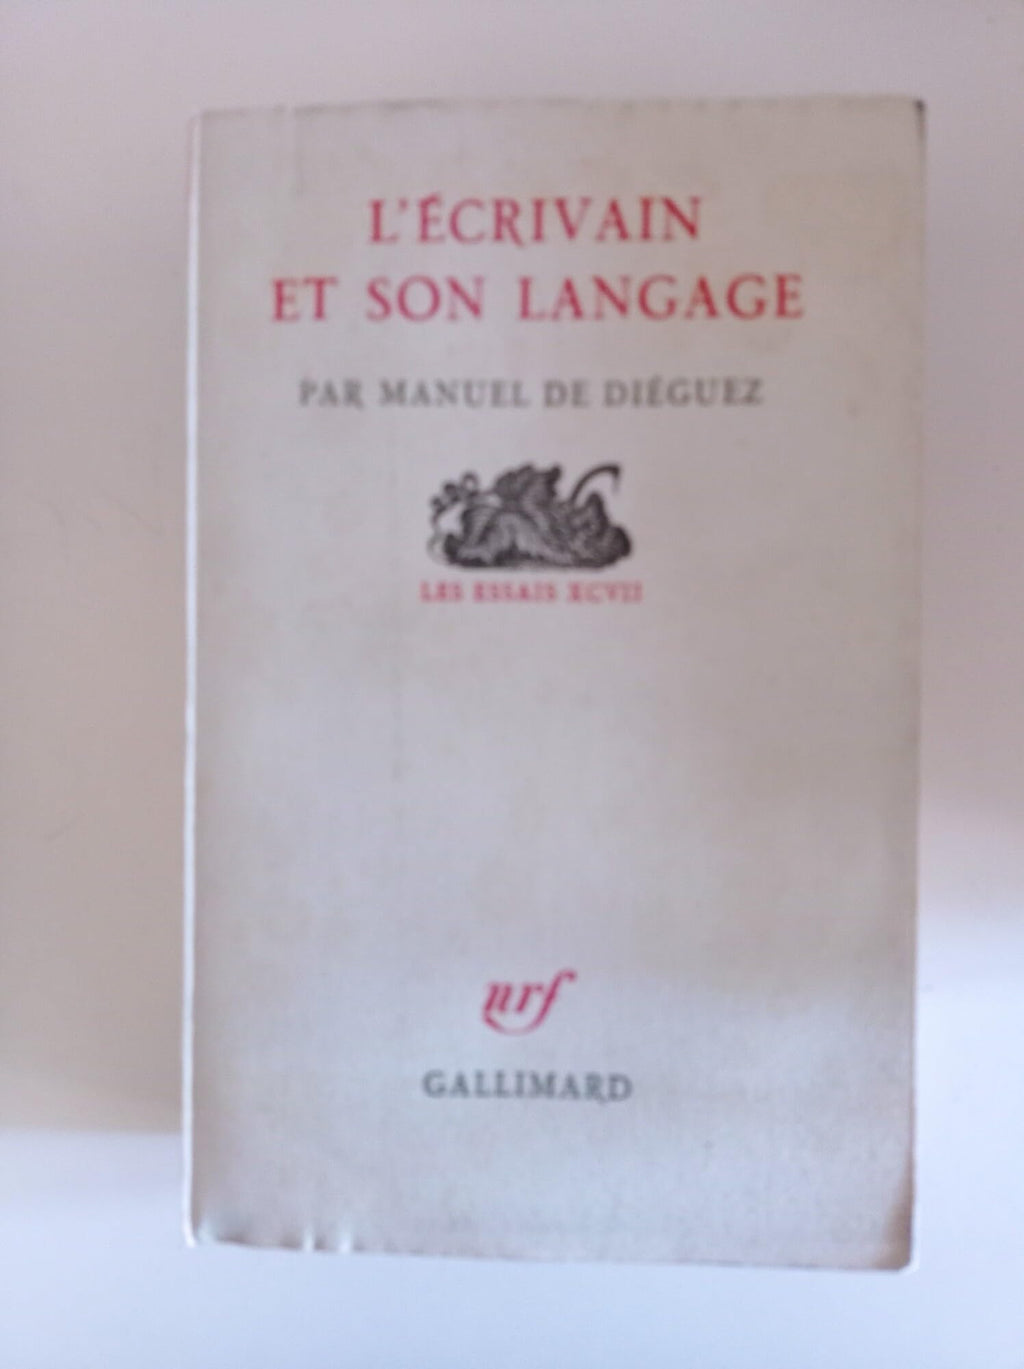 L'ÉCRIVAIN
ET SON LANGAGE
PAR MANUEL DE DIÉGUEZ
LES ESSAIS XCVII
nrf
GALLIMARD